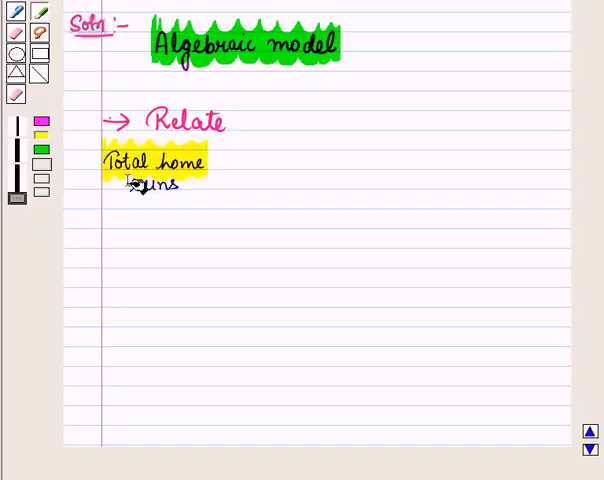 Soln :-
Algebraic model
→ Relate
Total home
runs